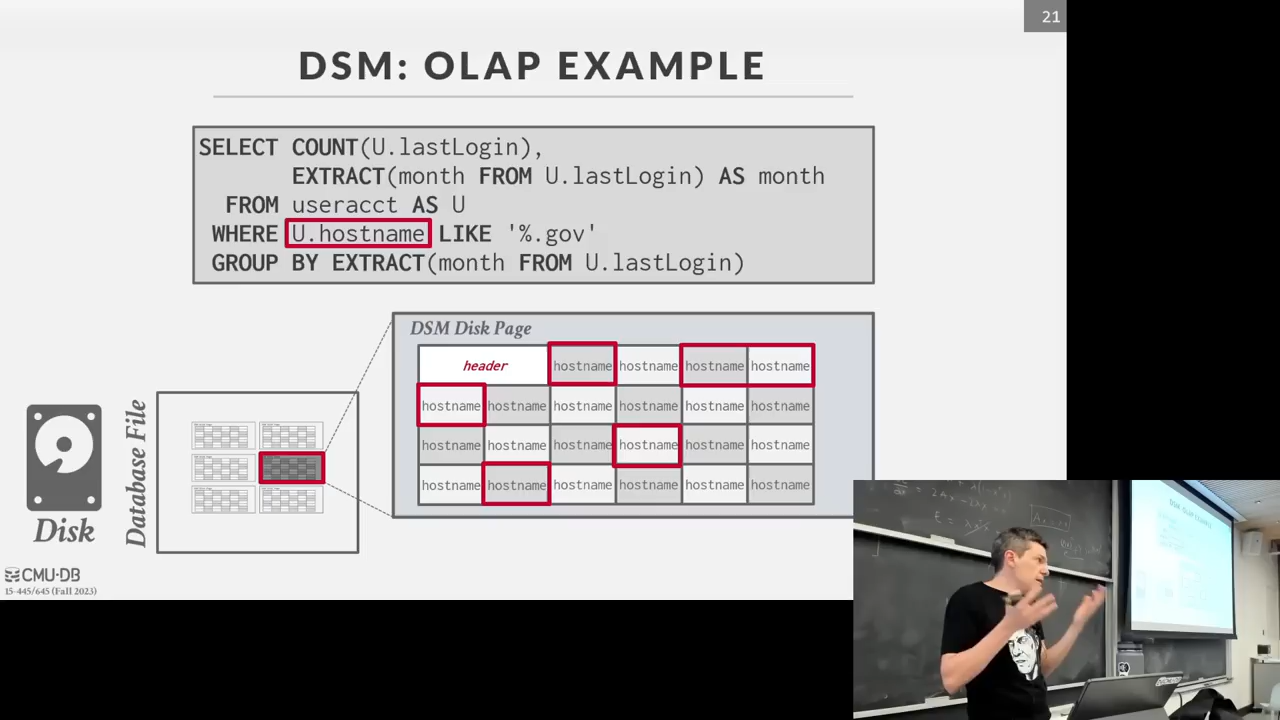 21
DSM: OLAP EXAMPLE
SELECT COUNT(U.lastLogin),
EXTRACT(month FROM U.lastLogin) AS month
FROM useracct AS U
WHERE U.hostname LIKE '%.gov'
GROUP BY EXTRACT(month FROM U.lastLogin)
DSM Disk Page
header hostname hostname hostname hostname
hostname hostname hostname hostname hostname hostname
hostname hostname hostname hostname hostname hostname
hostname hostname hostname hostname hostname hostname
Database File
Disk
CMU·DB
15-445/645 (Fall 2023)
DSM: OLAP EXAMPLE